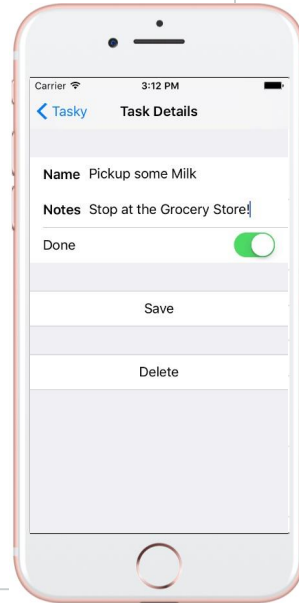 Carrier 3:12 PM
Tasky Task Details
Name Pickup some Milk
Notes Stop at the Grocery Store!
Done
Save
Delete